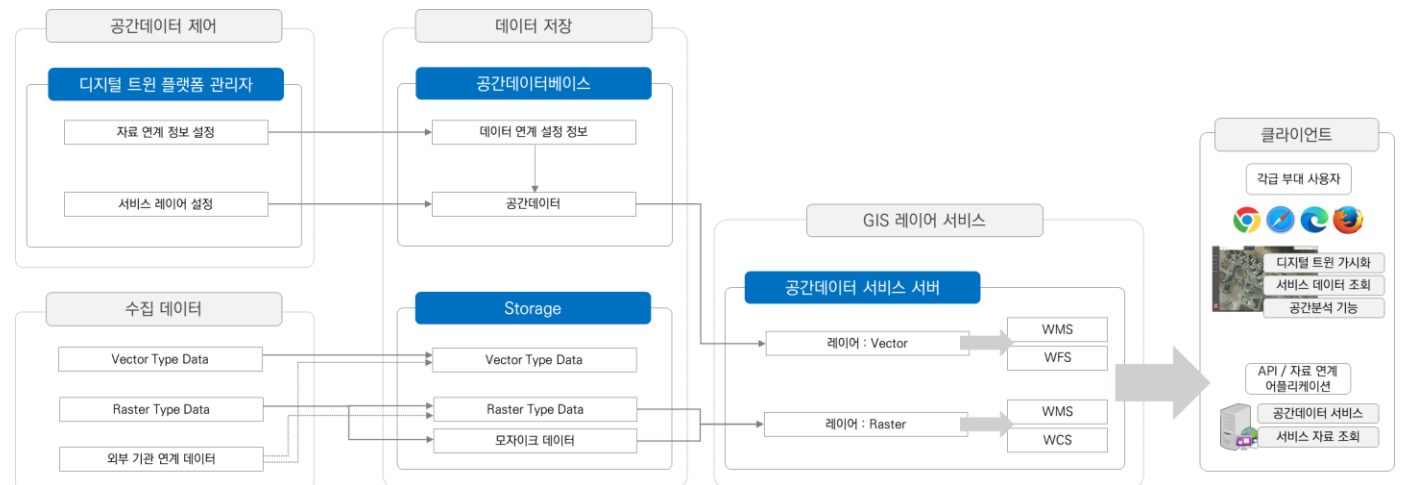 공간데이터 제어
디지털 트윈 플랫폼 관리자
자료 연계 정보 설정
서비스 레이어 설정
수집 데이터
Vector Type Data
Raster Type Data
외부 기관 연계 데이터
데이터 저장
공간데이터베이스
데이터 연계 설정 정보
공간데이터
Storage
Vector Type Data
Raster Type Data
모자이크 데이터
GIS 레이어 서비스
공간데이터 서비스 서버
레이어 : Vector
WMS
WFS
레이어 : Raster
WMS
WCS
클라이언트
각급 부대 사용자
디지털 트윈 가시화
서비스 데이터 조회
공간분석 기능
API / 자료 연계
어플리케이션
공간데이터 서비스
서비스 자료 조회